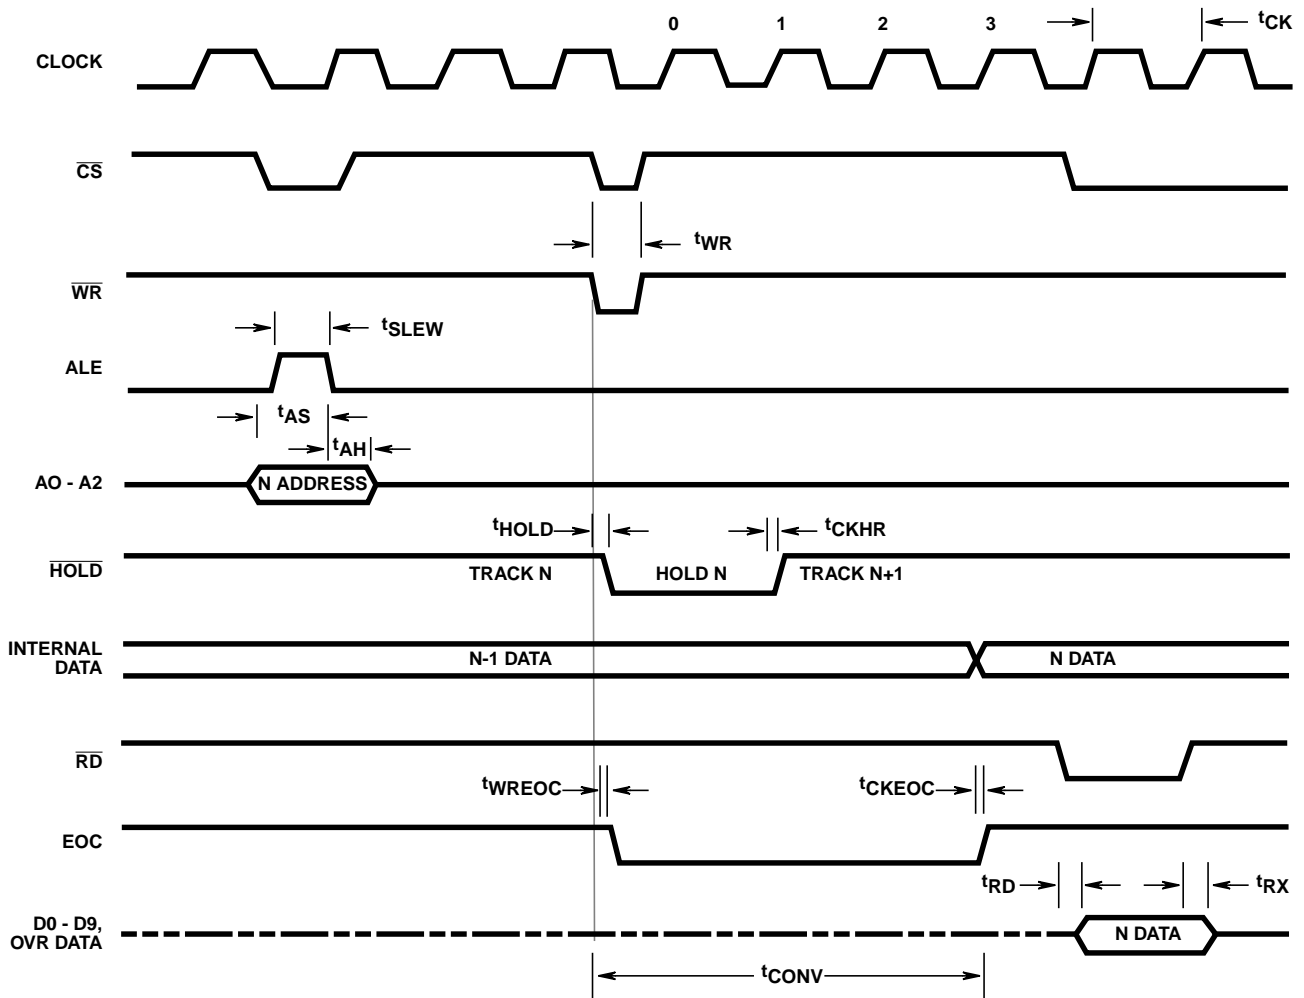 0 1 2 3 tCK
CLOCK
CS
tWR
WR
tSLEW
ALE
tAS
tAH
AO - A2 N ADDRESS
tHOLD tCKHR
HOLD
TRACK N HOLD N TRACK N+1
INTERNAL
DATA
N-1 DATA N DATA
RD
tWREOC tCKEOC
EOC
tRD tRX
D0 - D9,
OVR DATA
N DATA
tCONV